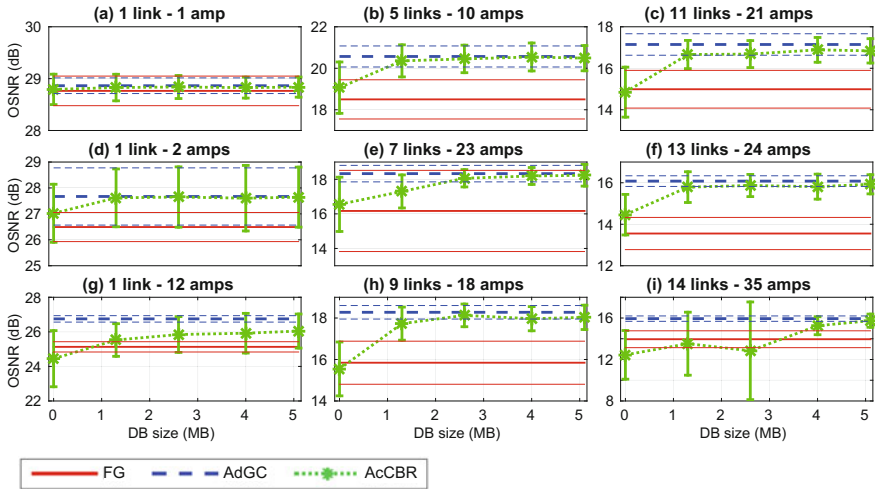 (a) 1 link - 1 amp
(b) 5 links - 10 amps
(c) 11 links - 21 amps
OSNR (dB)
30
29
28
22
20
18
18
16
14
(d) 1 link - 2 amps
(e) 7 links - 23 amps
(f) 13 links - 24 amps
OSNR (dB)
29
28
27
26
25
18
16
14
18
16
14
12
(g) 1 link - 12 amps
(h) 9 links - 18 amps
(i) 14 links - 35 amps
OSNR (dB)
28
26
24
22
18
16
14
16
12
8
0 1 2 3 4 5
0 1 2 3 4 5
0 1 2 3 4 5
DB size (MB)
DB size (MB)
DB size (MB)
FG
AdGC
AcCBR